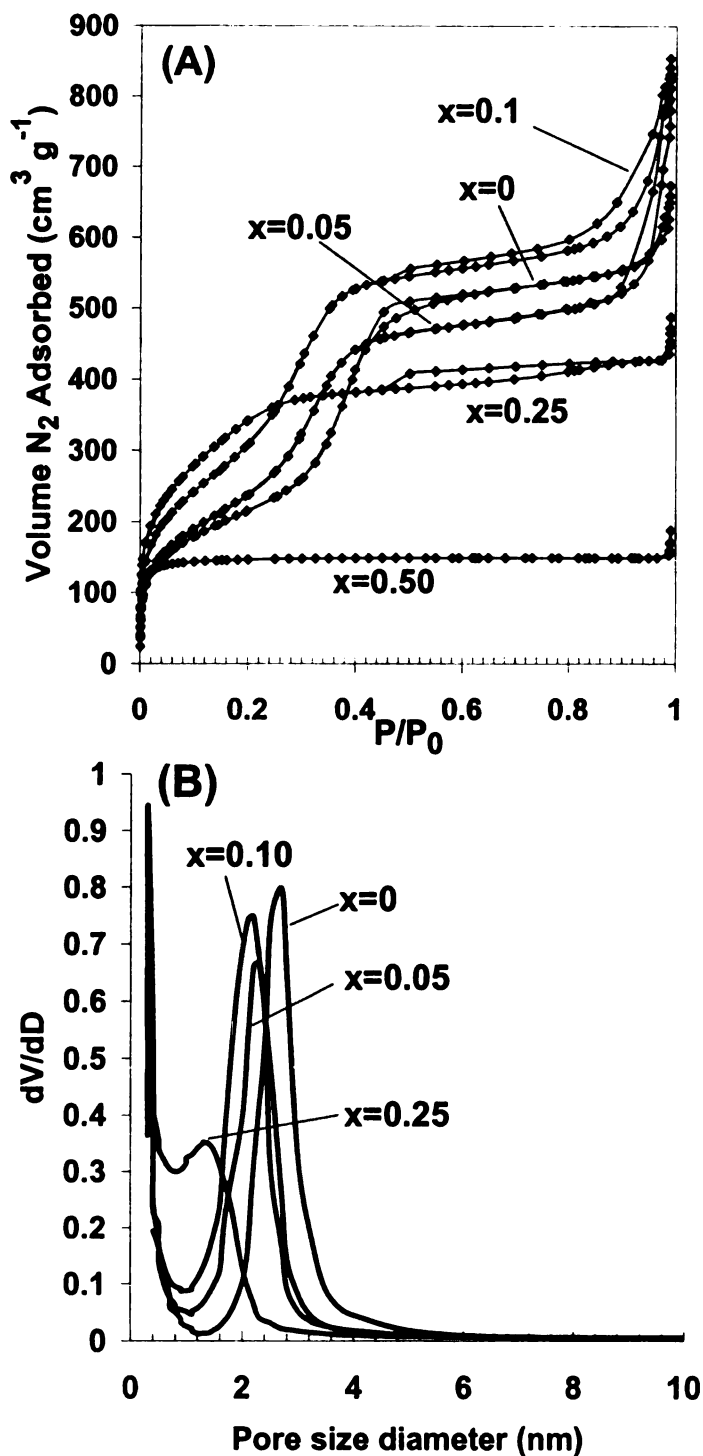 (A)
Volume N2 Adsorbed (cm3 g-1)
900
800
700
600
500
400
300
200
100
0
x=0.1
x=0
x=0.05
x=0.25
x=0.50
0
0.2
0.4
0.6
0.8
1
P/P0
(B)
dV/dD
1
0.9
0.8
0.7
0.6
0.5
0.4
0.3
0.2
0.1
0
x=0.10
x=0
x=0.05
x=0.25
0
2
4
6
8
10
Pore size diameter (nm)